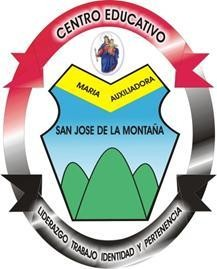 CENTRO EDUCATIVO
MARIA AUXILIADORA
SAN JOSE DE LA MONTAÑA
LIDERAZGO TRABAJO IDENTIDAD Y PERTENENCIA